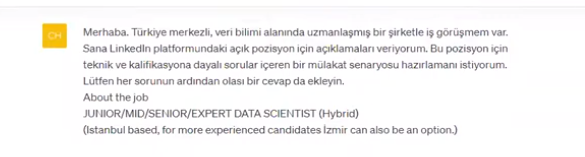 CH
Merhaba. Türkiye merkezli, veri bilimi alanında uzmanlaşmış bir şirketle iş görüşmem var.
Sana LinkedIn platformundaki açık pozisyon için açıklamaları veriyorum. Bu pozisyon için
teknik ve kalifikasyona dayalı sorular içeren bir mülakat senaryosu hazırlamanı istiyorum.
Lütfen her sorunun ardından olası bir cevap da ekleyin.
About the job
JUNIOR/MID/SENIOR/EXPERT DATA SCIENTIST (Hybrid)
(Istanbul based, for more experienced candidates İzmir can also be an option.)